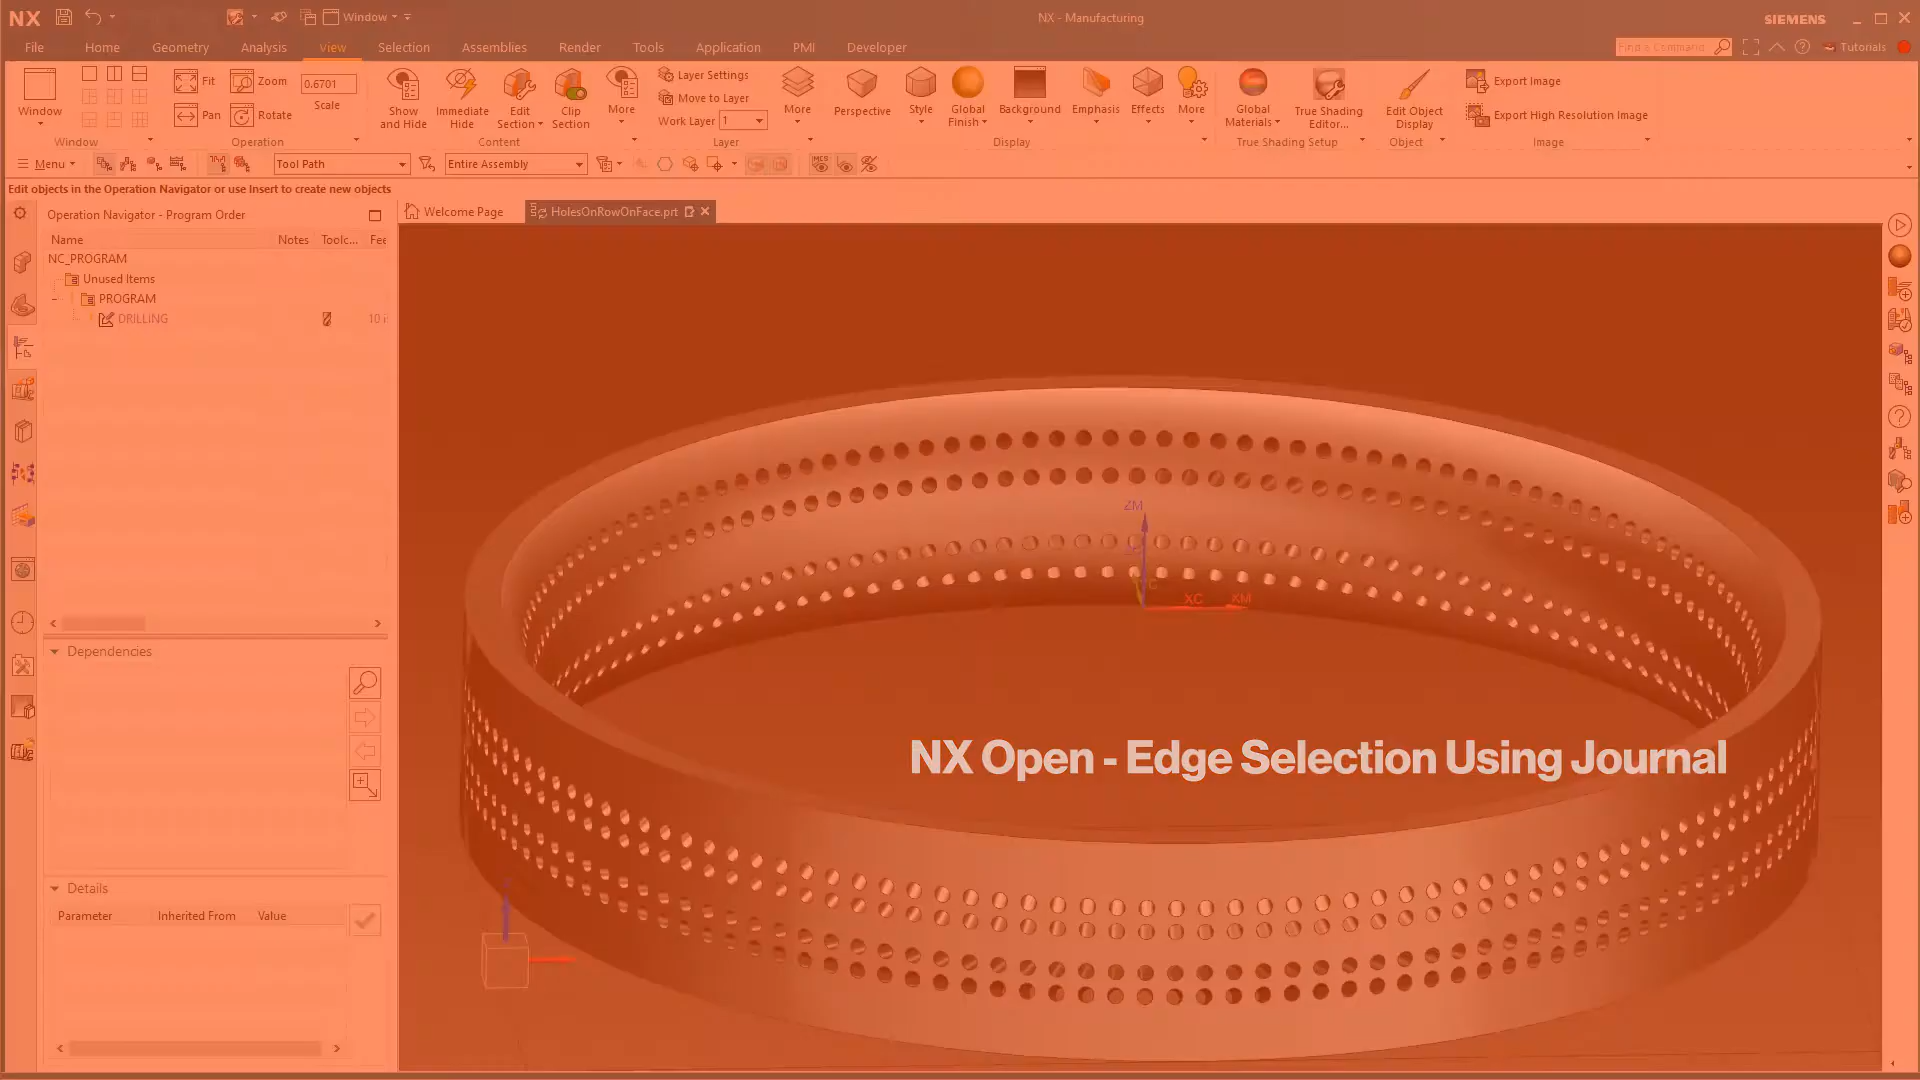 NX Window NX - Manufacturing SIEMENS
File Home Geometry Analysis View Selection Assemblies Render Tools Application PMI Developer Find a Command Tutorials
Window Fit Zoom 0.6701 Scale Pan Rotate
Show and Hide Immediate Hide Edit Section Clip Section More
Layer Settings
Move to Layer
Work Layer 1
More Perspective Style Global Finish Background Emphasis Effects More
Global Materials True Shading Editor... Edit Object Display
Export Image
Export High Resolution Image
Window Operation Content Layer Display True Shading Setup Object Image
Menu Tool Path Entire Assembly
Edit objects in the Operation Navigator or use Insert to create new objects
Operation Navigator - Program Order Welcome Page HolesOnRowOnFace.prt
Name Notes Toolc... Fee
NC_PROGRAM
Unused Items
PROGRAM
DRILLING 10 i
ZM
XC XM
Dependencies
NX Open - Edge Selection Using Journal
Details
Parameter Inherited From Value